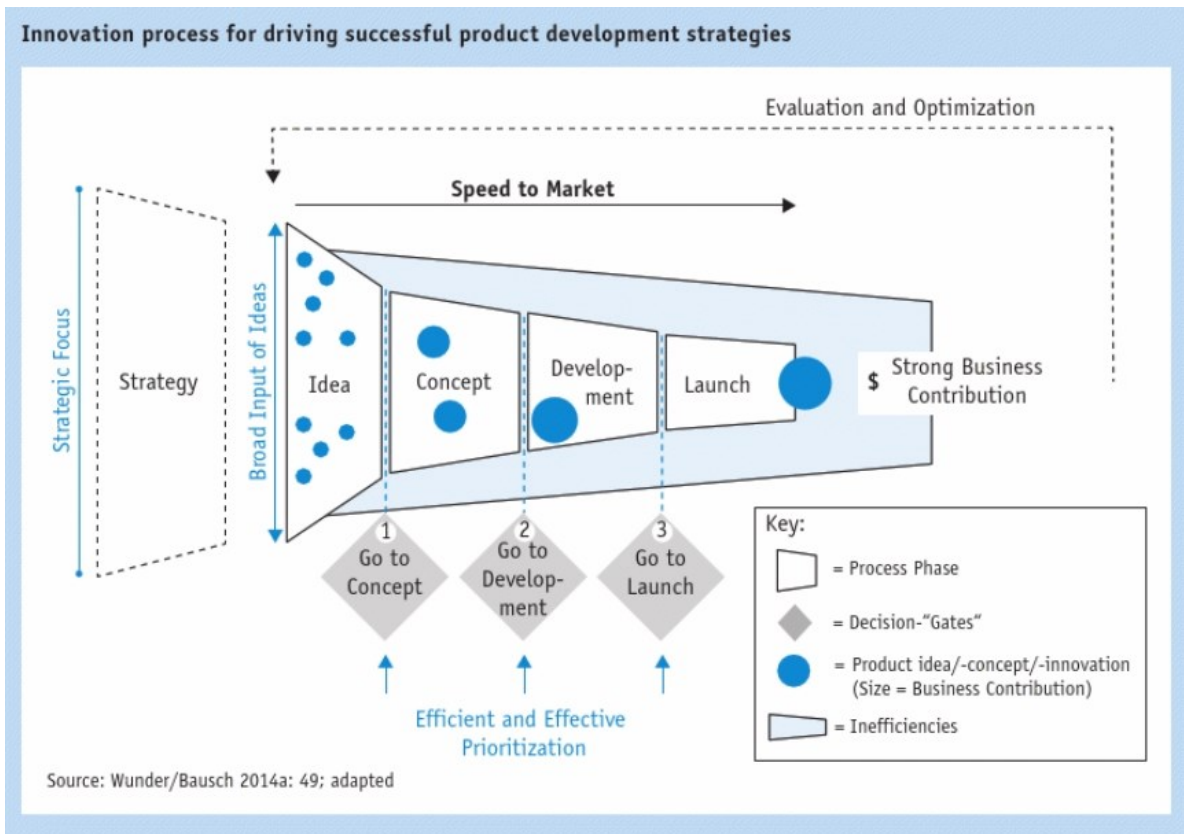 Innovation process for driving successful product development strategies
Evaluation and Optimization
Speed to Market
Strategic Focus
Strategy
Broad Input of Ideas
Idea
Concept
Develop-
ment
Launch
$
Strong Business
Contribution
1
Go to
Concept
2
Go to
Develop-
ment
3
Go to
Launch
Efficient and Effective
Prioritization
Key:
= Process Phase
= Decision-“Gates“
= Product idea/-concept/-innovation
(Size = Business Contribution)
= Inefficiencies
Source: Wunder/Bausch 2014a: 49; adapted